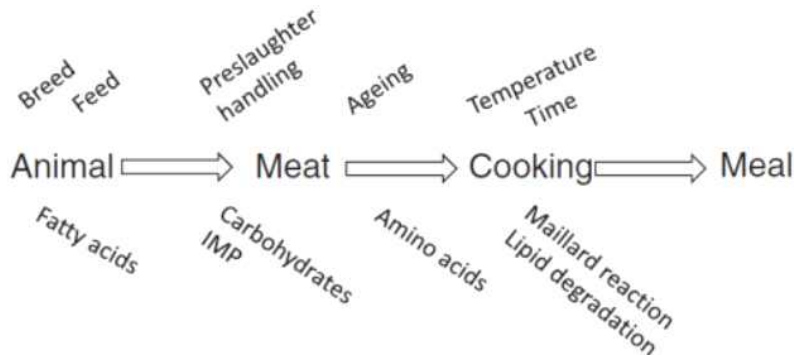 Breed
Feed
Preslaughter
handling
Ageing
Temperature
Time
Animal
Meat
Cooking
Meal
Fatty acids
Carbohydrates
IMP
Amino acids
Maillard reaction
Lipid degradation